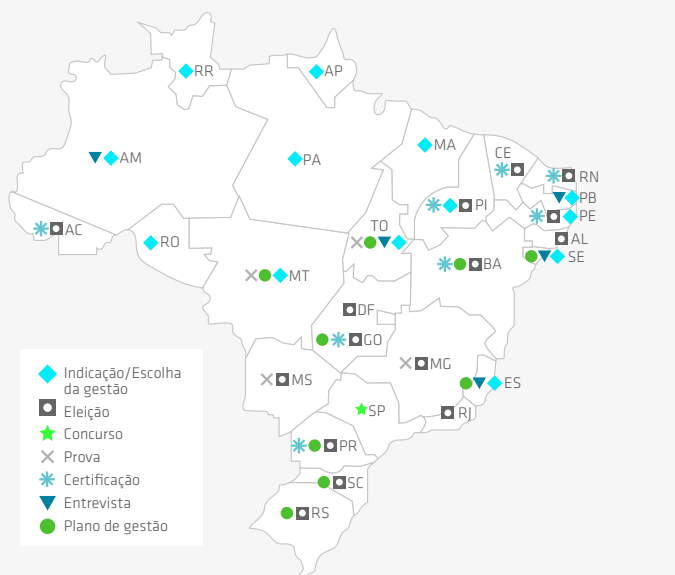 RR
AP
AM
PA
MA
CE
RN
PB
PI
PE
AC
TO
AL
RO
SE
BA
MT
DF
GO
MG
MS
ES
SP
RJ
PR
SC
RS
Indicação/Escolha
da gestão
Eleição
Concurso
Prova
Certificação
Entrevista
Plano de gestão